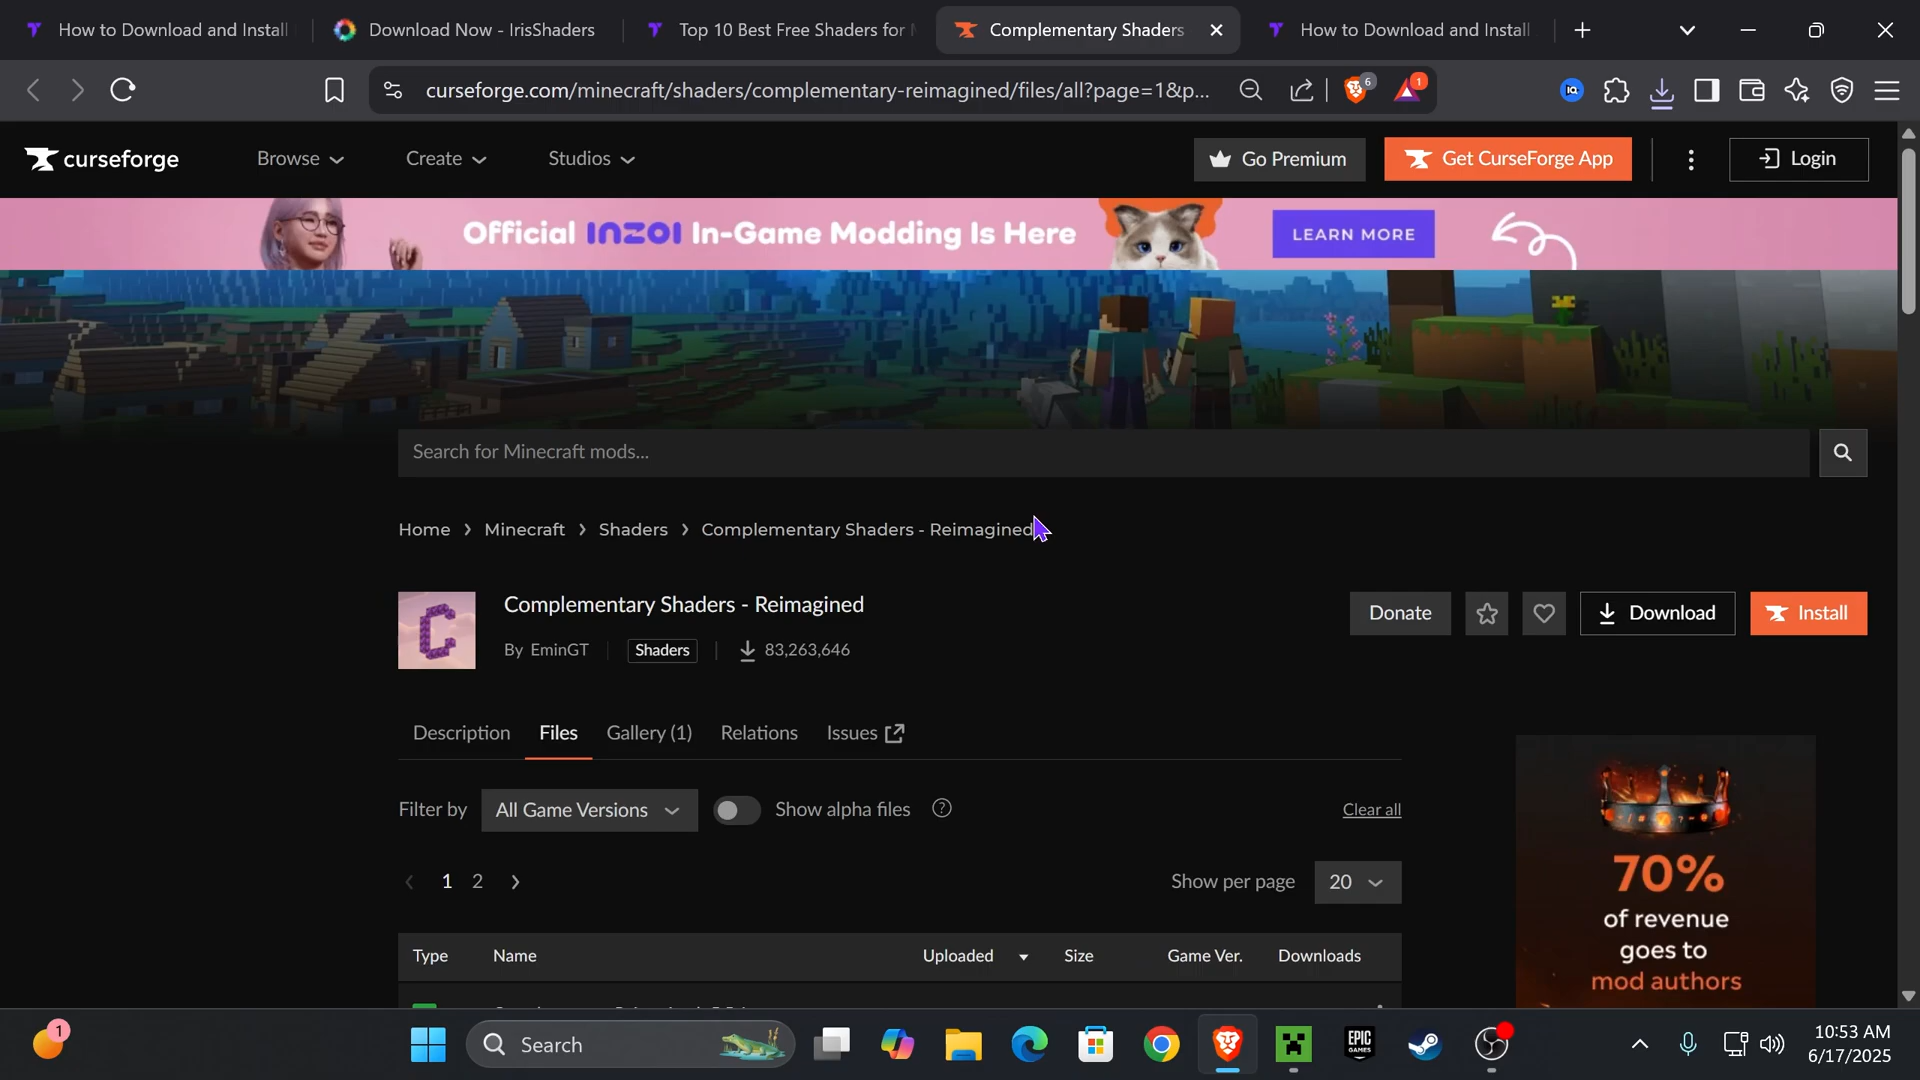 How to Download and Install
Download Now - IrisShaders
Top 10 Best Free Shaders for
Complementary Shaders
How to Download and Install
curseforge.com/minecraft/shaders/complementary-reimagined/files/all?page=1&p...
6
1
IQ
curseforge
Browse
Create
Studios
Go Premium
Get CurseForge App
Login
Official INZOI In-Game Modding Is Here
LEARN MORE
Search for Minecraft mods...
Home > Minecraft > Shaders > Complementary Shaders - Reimagined
Complementary Shaders - Reimagined
By EminGT
Shaders
83,263,646
Donate
Download
Install
Description
Files
Gallery (1)
Relations
Issues
Filter by
All Game Versions
Show alpha files
Clear all
1
2
Show per page
20
Type
Name
Uploaded
Size
Game Ver.
Downloads
70%
of revenue
goes to
mod authors
1
Search
EPIC
GAMES
10:53 AM
6/17/2025